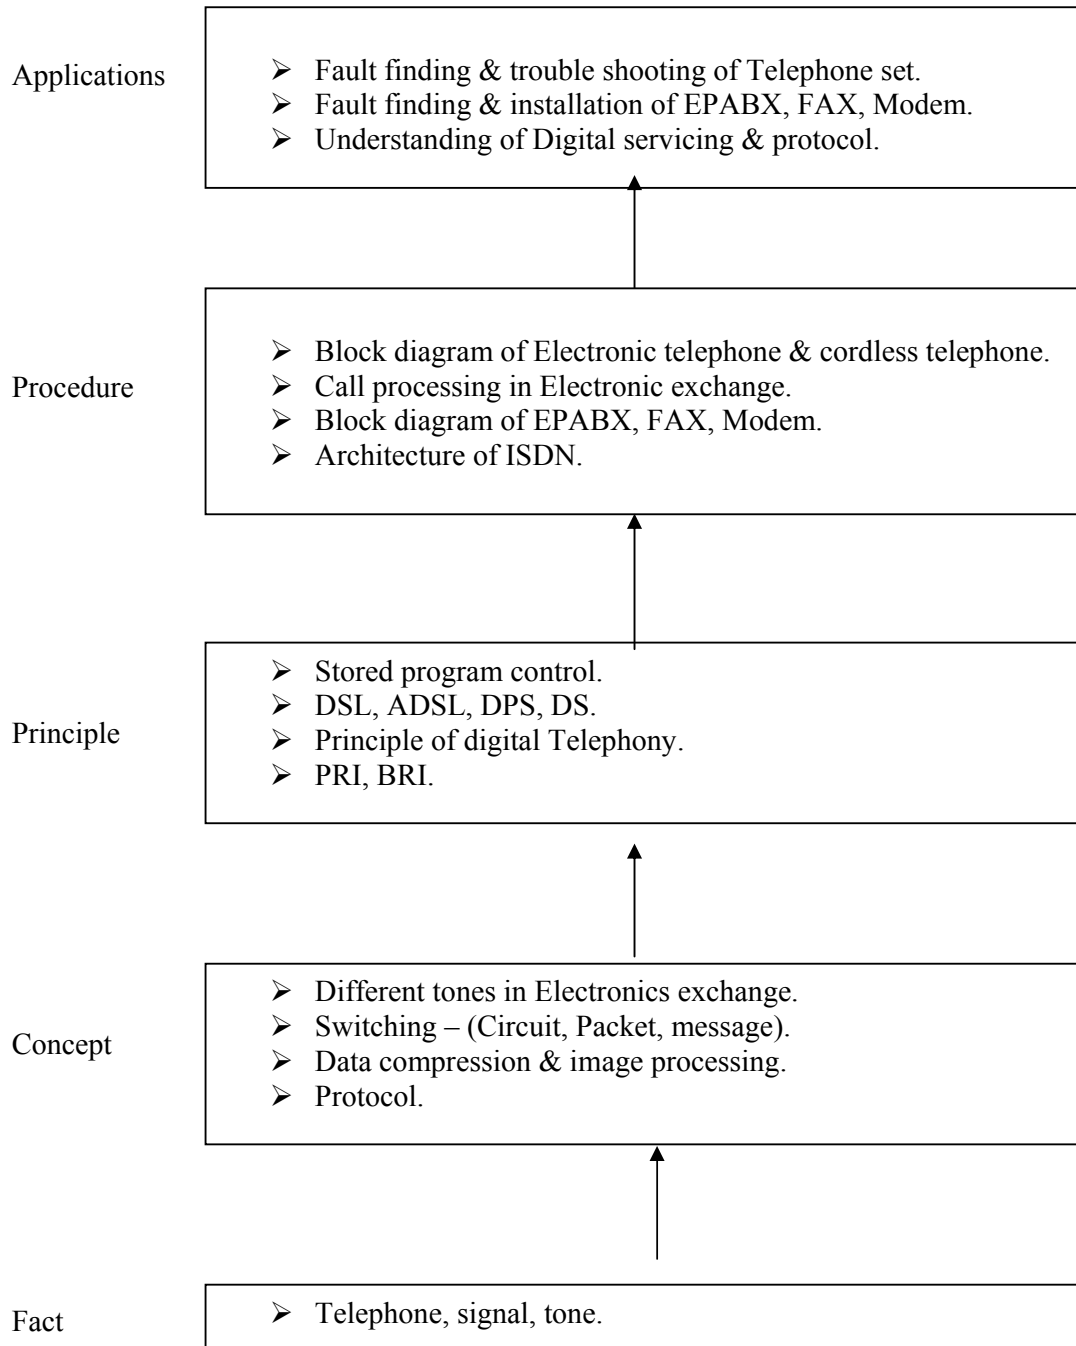 Applications
➢ Fault finding & trouble shooting of Telephone set.
➢ Fault finding & installation of EPABX, FAX, Modem.
➢ Understanding of Digital servicing & protocol.
Procedure
➢ Block diagram of Electronic telephone & cordless telephone.
➢ Call processing in Electronic exchange.
➢ Block diagram of EPABX, FAX, Modem.
➢ Architecture of ISDN.
Principle
➢ Stored program control.
➢ DSL, ADSL, DPS, DS.
➢ Principle of digital Telephony.
➢ PRI, BRI.
Concept
➢ Different tones in Electronics exchange.
➢ Switching – (Circuit, Packet, message).
➢ Data compression & image processing.
➢ Protocol.
Fact
➢ Telephone, signal, tone.